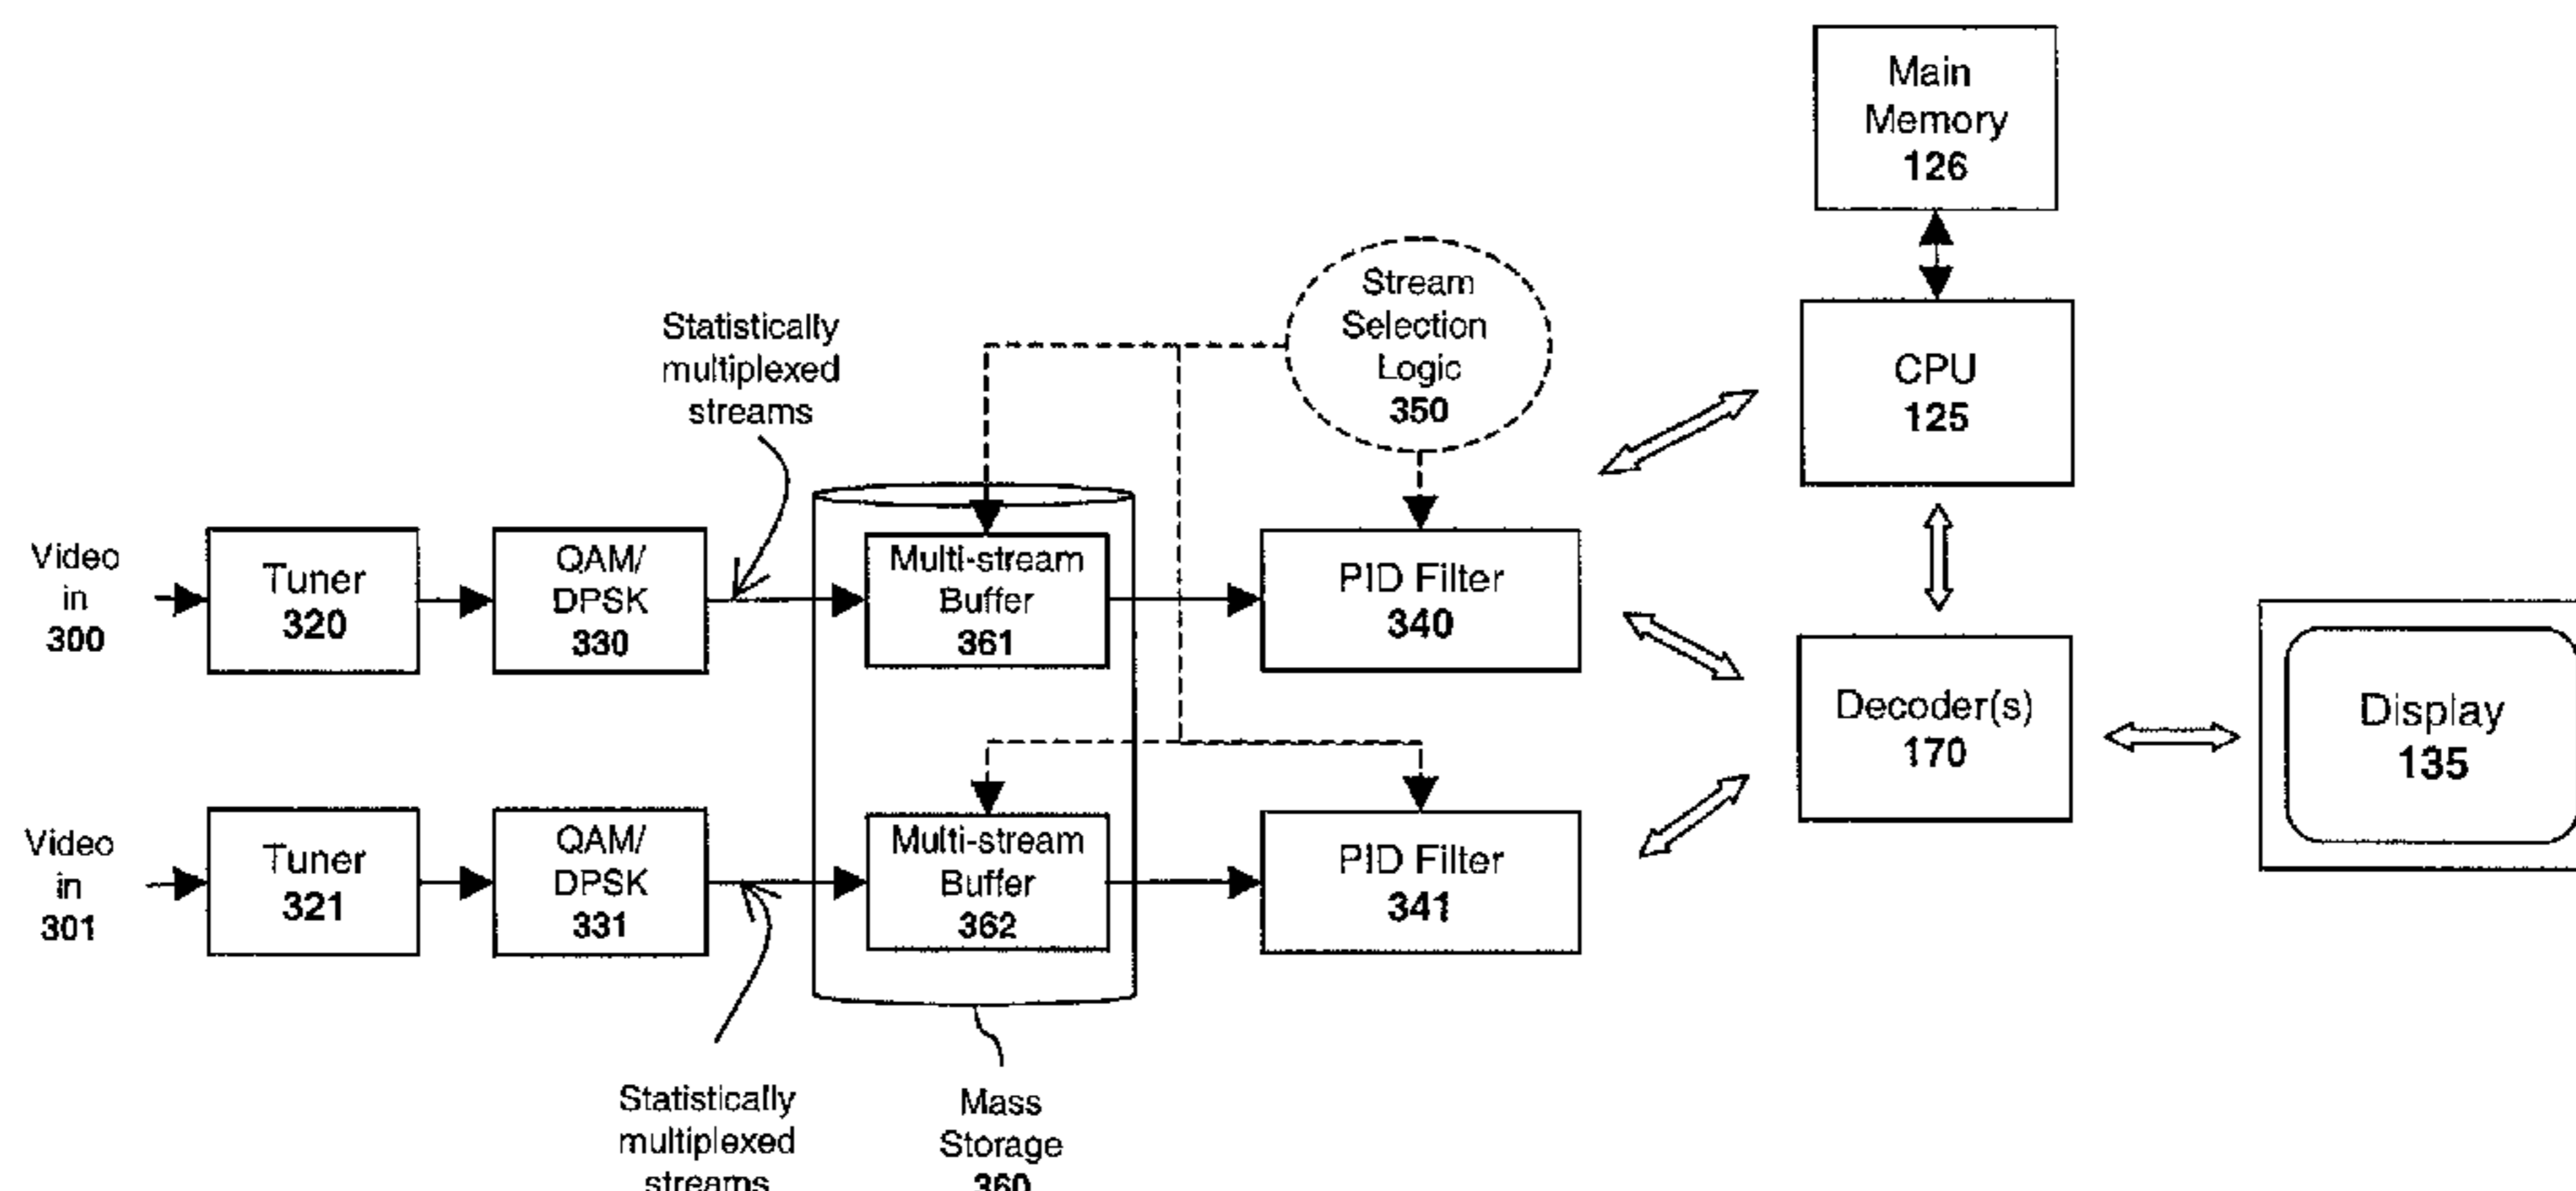 Main
Memory
126
Stream
Selection
Logic
350
Statistically
multiplexed
streams
CPU
125
Video
in
300
Tuner
320
QAM/
DPSK
330
Multi-stream
Buffer
361
PID Filter
340
Decoder(s)
170
Display
135
Video
in
301
Tuner
321
QAM/
DPSK
331
Multi-stream
Buffer
362
PID Filter
341
Statistically
multiplexed
streams
Mass
Storage
360